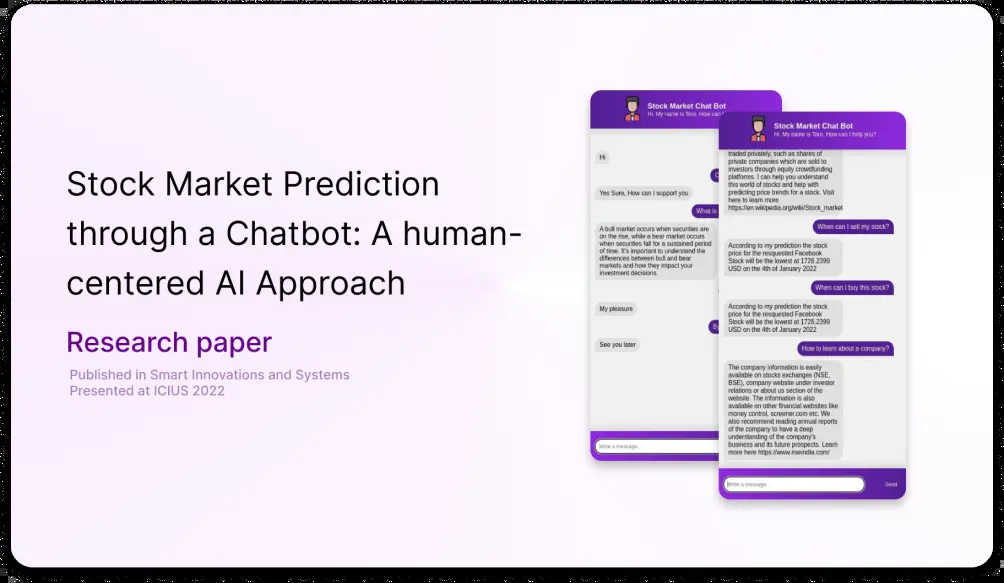 Stock Market Prediction
through a Chatbot: A human-
centered AI Approach
Research paper
Published in Smart Innovations and Systems
Presented at ICIUS 2022
Stock Market Chat Bot
Hi. My name is Toro. How can
Hi
Yes Sure, How can I support you
What is
A bull market occurs when securities are
on the rise, while a bear market occurs
when securities fall for a sustained period
of time. It's important to understand the
differences between bull and bear
markets and how they impact your
investment decisions.
My pleasure
See you later
Write a message...
Stock Market Chat Bot
Hi. My name is Toro. How can I help you?
traded privately, such as shares of
private companies which are sold to
investors through equity crowdfunding
platforms. I can help you understand
this world of stocks and help with
predicting price trends for a stock. Visit
here to learn more
https://en.wikipedia.org/wiki/Stock_market
When can I sell my stock?
According to my prediction the stock
price for the resquested Facebook
Stock will be the lowest at 1728.2399
USD on the 4th of January 2022
When can I buy this stock?
According to my prediction the stock
price for the resquested Facebook
Stock will be the lowest at 1728.2399
USD on the 4th of January 2022
How to learn about a company?
The company information is easily
available on stocks exchanges (NSE,
BSE), company website under investor
relations or about us section of the
website. The information is also
available on other financial websites like
money control, screener.com etc. We
also recommend reading annual reports
of the company to have a deep
understanding of the company's
business and its future prospects. Learn
more here https://www.nseindia.com/
Write a message...
Send